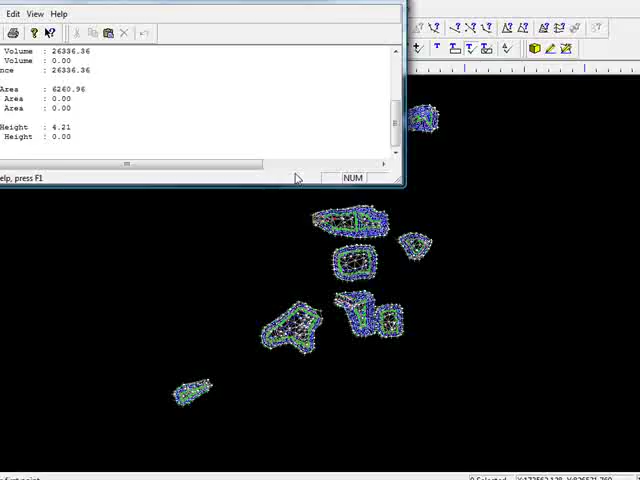 Edit View Help
Volume : 26336.36
Volume : 0.00
nce : 26336.36
Area : 6260.96
Area : 0.00
Area : 0.00
Height : 4.21
Height : 0.00
elp, press F1
NUM
0 Selected